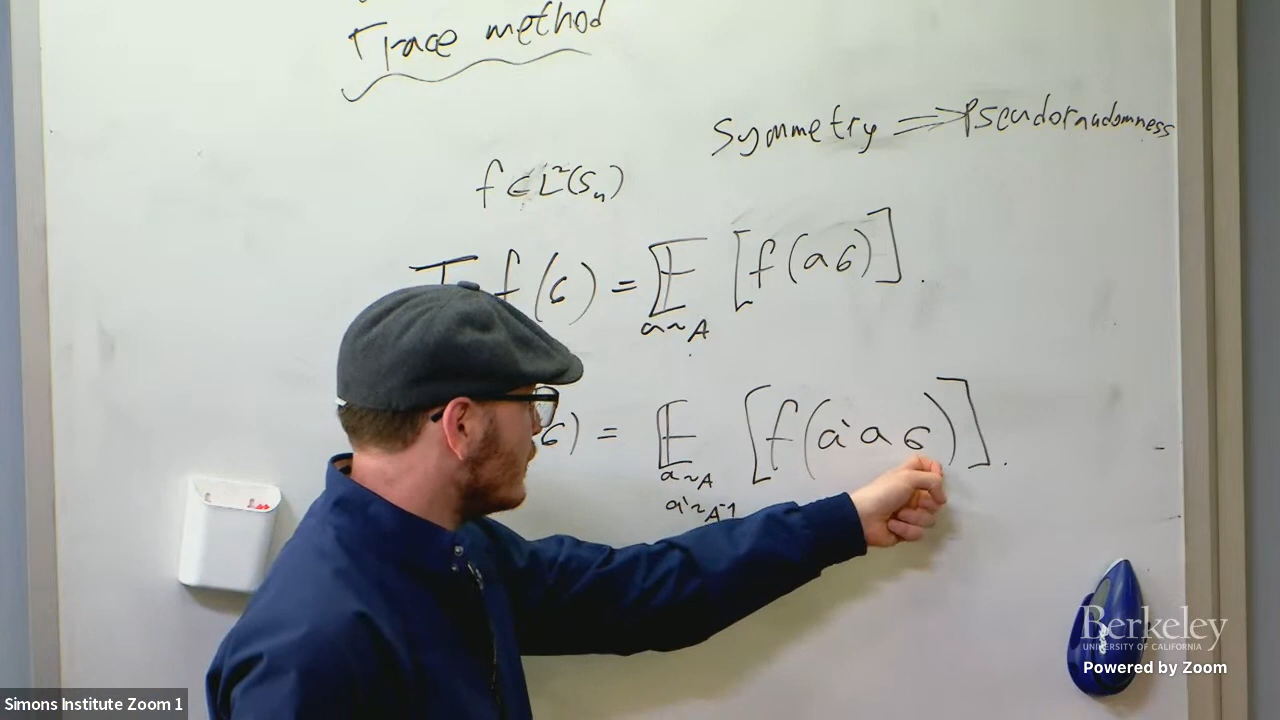 Trace method
Symmetry ⟹ Pseudorandomness
f ∈ L²(Sₙ)
T f(σ) = 𝔼 [f(aσ)].
a~A
σ) = 𝔼 [f(a'aσ)].
a~A
a'~A⁻¹
Berkeley
UNIVERSITY OF CALIFORNIA
Powered by Zoom
Simons Institute Zoom 1